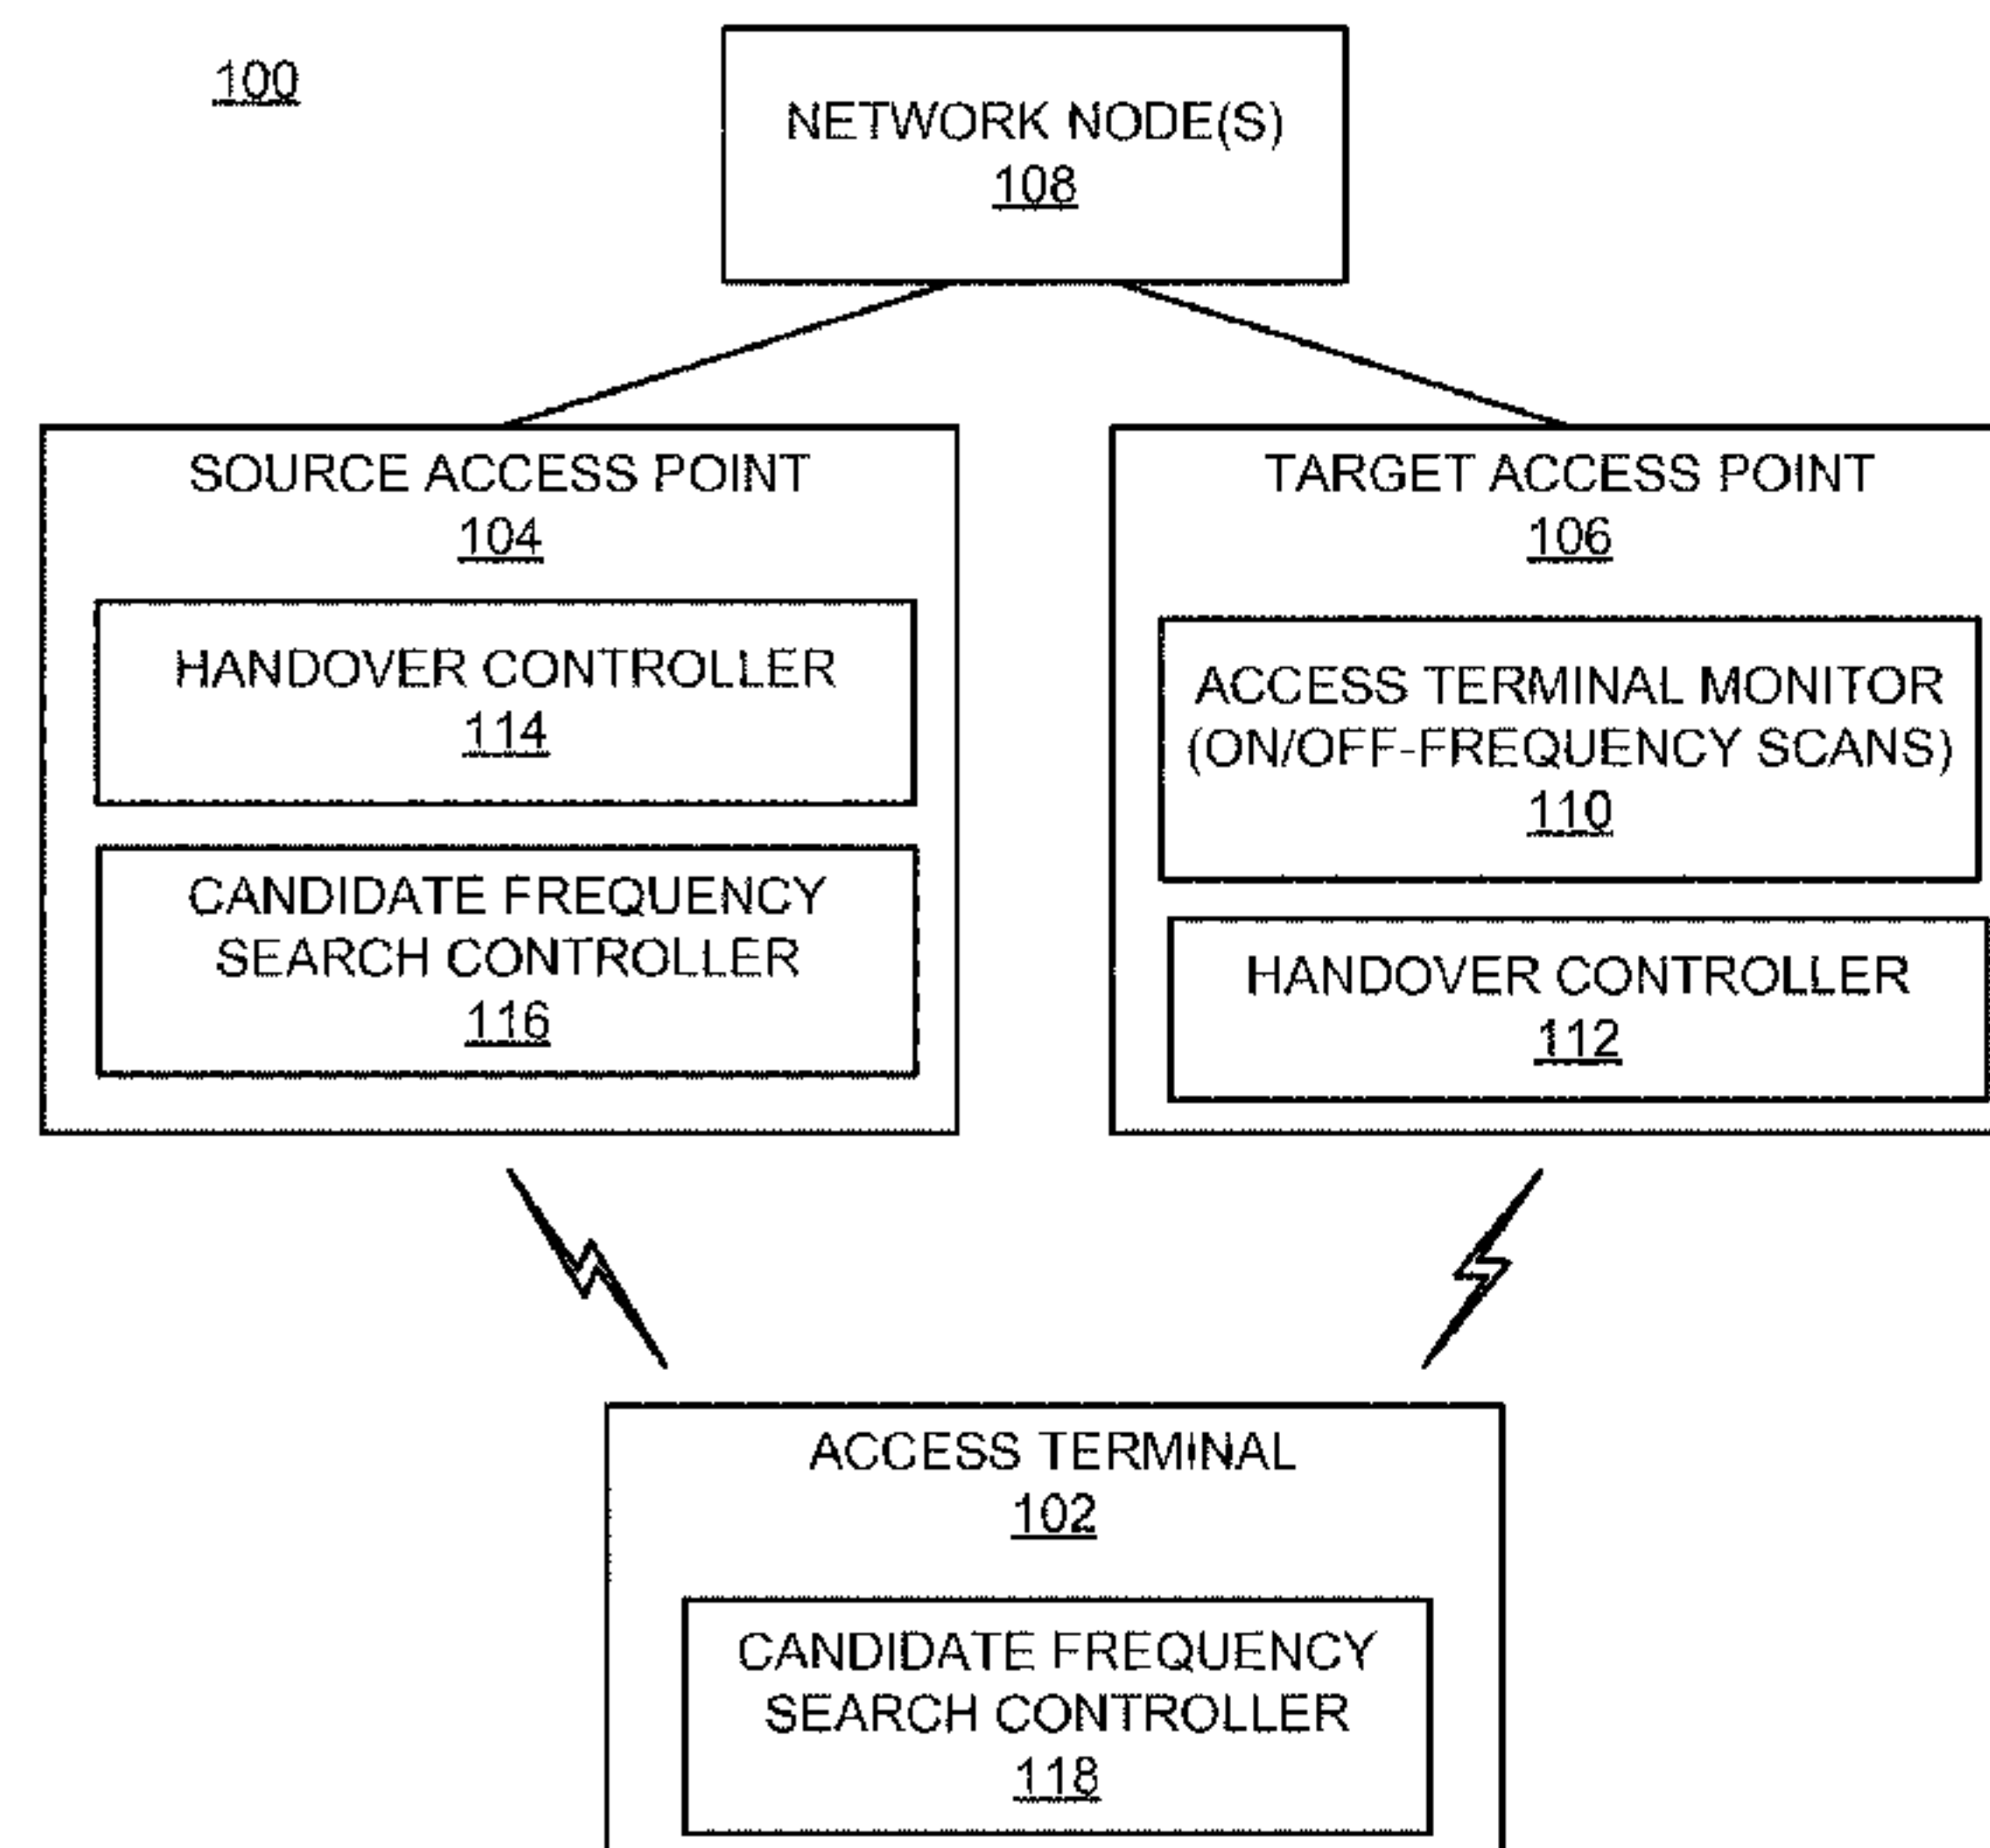 100
NETWORK NODE(S)
108
SOURCE ACCESS POINT
104
HANDOVER CONTROLLER
114
CANDIDATE FREQUENCY
SEARCH CONTROLLER
116
TARGET ACCESS POINT
106
ACCESS TERMINAL MONITOR
(ON/OFF-FREQUENCY SCANS)
110
HANDOVER CONTROLLER
112
ACCESS TERMINAL
102
CANDIDATE FREQUENCY
SEARCH CONTROLLER
118